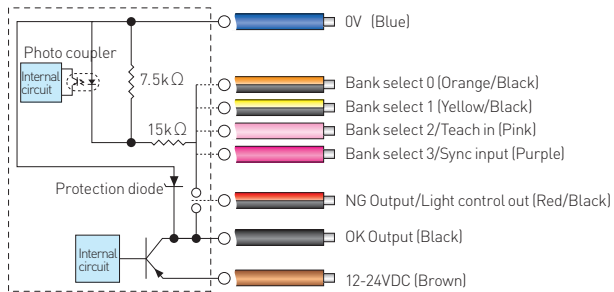 0V (Blue)
Photo coupler
Internal
circuit
7.5kΩ
Bank select 0 (Orange/Black)
Bank select 1 (Yellow/Black)
15kΩ
Bank select 2/Teach in (Pink)
Bank select 3/Sync input (Purple)
Protection diode
NG Output/Light control out (Red/Black)
OK Output (Black)
Internal
circuit
12-24VDC (Brown)